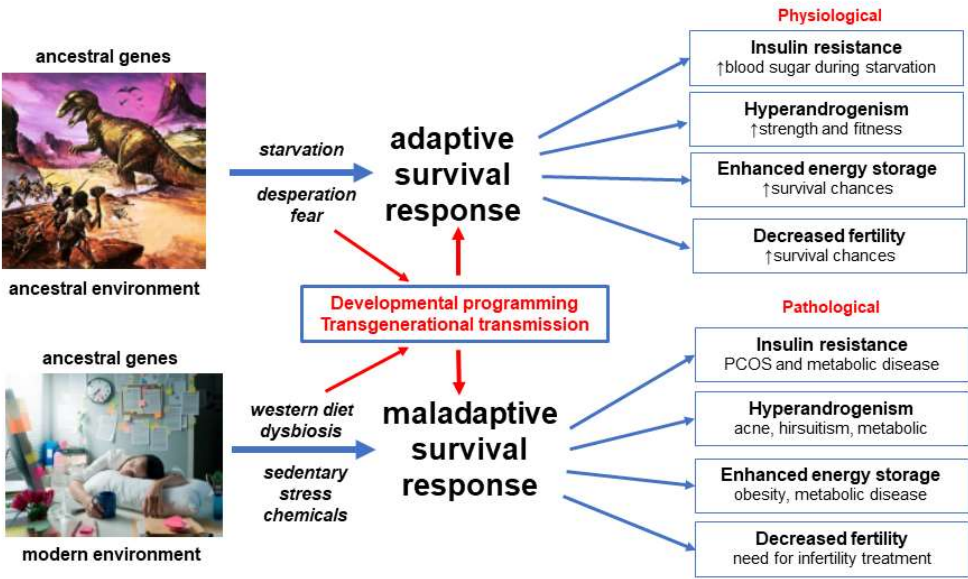 ancestral genes
ancestral environment
starvation
desperation
fear
adaptive
survival
response
Physiological
Insulin resistance
↑blood sugar during starvation
Hyperandrogenism
↑strength and fitness
Enhanced energy storage
↑survival chances
Decreased fertility
↑survival chances
Developmental programming
Transgenerational transmission
ancestral genes
modern environment
western diet
dysbiosis
sedentary
stress
chemicals
maladaptive
survival
response
Pathological
Insulin resistance
PCOS and metabolic disease
Hyperandrogenism
acne, hirsuitism, metabolic
Enhanced energy storage
obesity, metabolic disease
Decreased fertility
need for infertility treatment